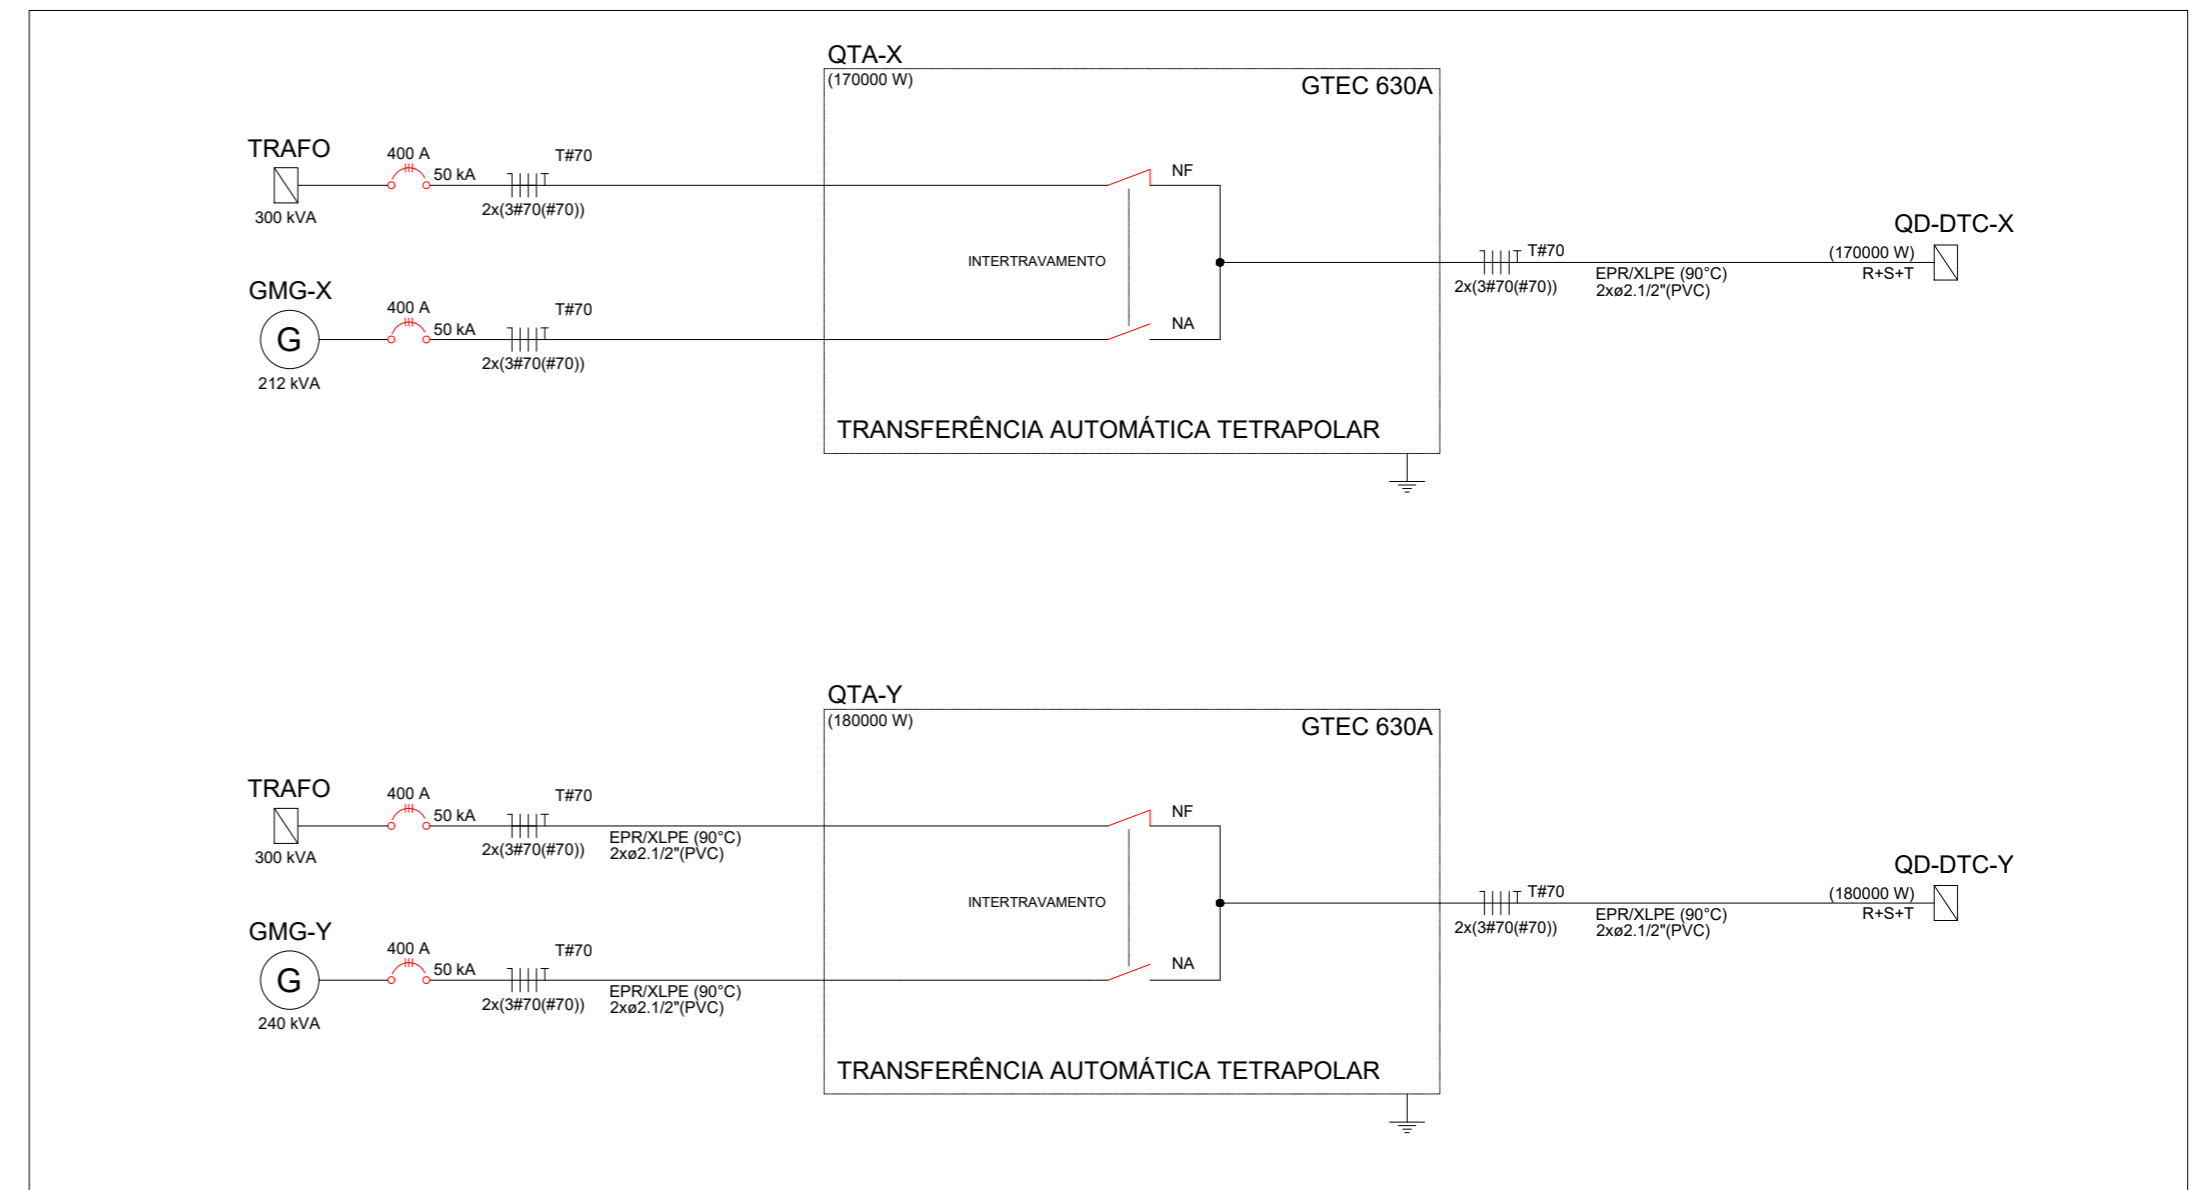 QTA-X
(170000 W)
GTEC 630A
TRAFO
400 A
50 kA
T#70
2x(3#70(#70))
300 kVA
NF
INTERTRAVAMENTO
GMG-X
G
400 A
50 kA
T#70
2x(3#70(#70))
212 kVA
NA
T#70
2x(3#70(#70))
EPR/XLPE (90°C)
2xø2.1/2"(PVC)
QD-DTC-X
(170000 W)
R+S+T
TRANSFERÊNCIA AUTOMÁTICA TETRAPOLAR
QTA-Y
(180000 W)
GTEC 630A
TRAFO
400 A
50 kA
T#70
2x(3#70(#70))
EPR/XLPE (90°C)
2xø2.1/2"(PVC)
300 kVA
NF
INTERTRAVAMENTO
GMG-Y
G
400 A
50 kA
T#70
2x(3#70(#70))
EPR/XLPE (90°C)
2xø2.1/2"(PVC)
240 kVA
NA
T#70
2x(3#70(#70))
EPR/XLPE (90°C)
2xø2.1/2"(PVC)
QD-DTC-Y
(180000 W)
R+S+T
TRANSFERÊNCIA AUTOMÁTICA TETRAPOLAR